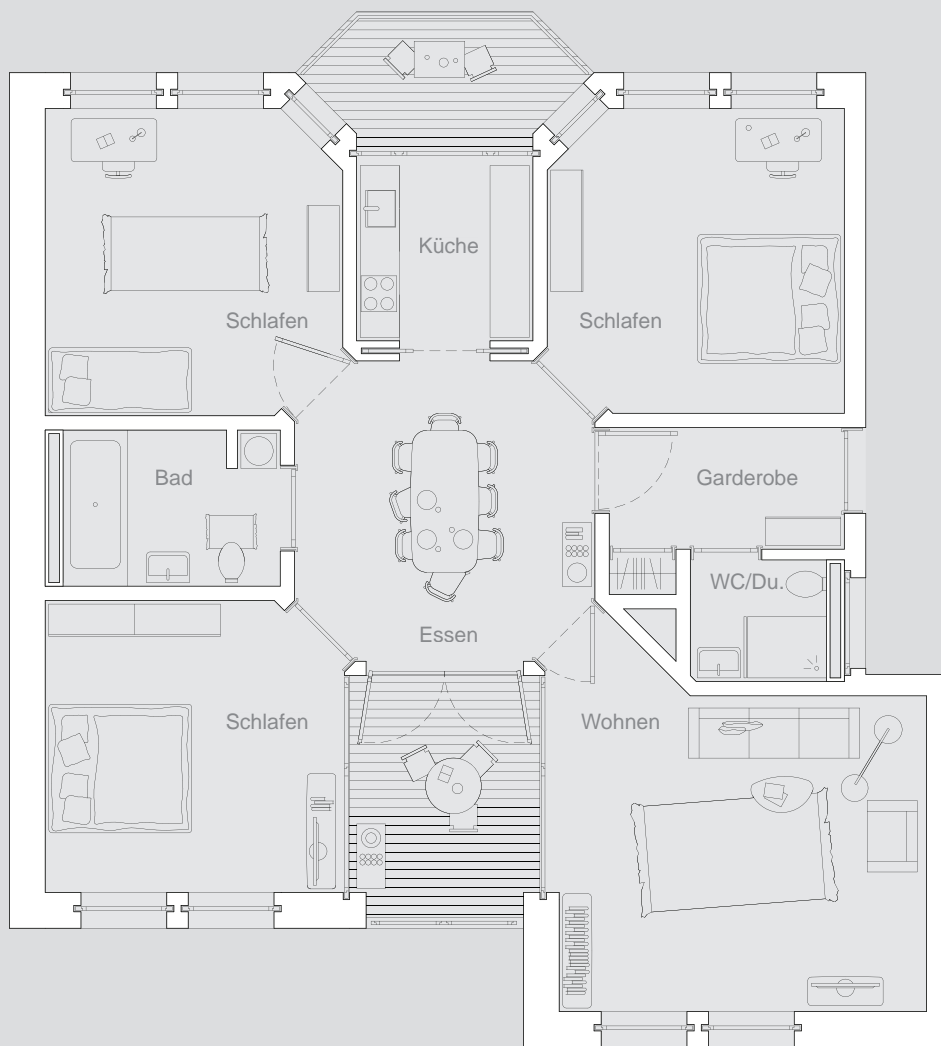 Küche
Schlafen
Schlafen
Bad
Garderobe
WC/Du.
Essen
Schlafen
Wohnen